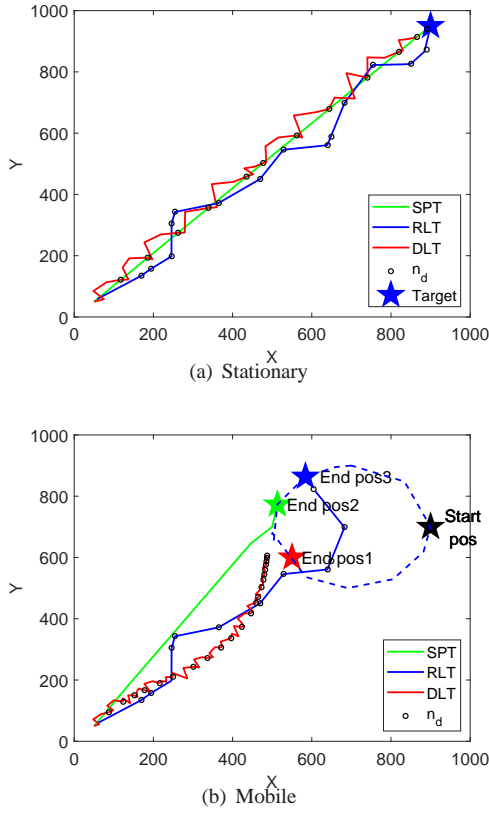 1000
800
600
400
200
0
Y
SPT
RLT
DLT
n_d
Target
0 200 400 600 800 1000
X
(a) Stationary
1000
800
600
400
200
0
Y
End pos3
End pos2
Start
pos
End pos1
SPT
RLT
DLT
n_d
0 200 400 600 800 1000
X
(b) Mobile